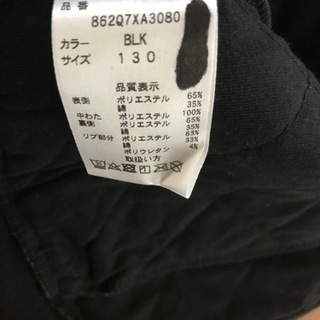 品番
862Q7XA3080
カラー BLK
サイズ 130
品質表示
表側 ポリエステル 65%
綿 35%
中わた ポリエステル 100%
裏側 ポリエステル 65%
綿 35%
リブ部分 ポリエステル 63%
綿 33%
ポリウレタン 4%
取扱い方